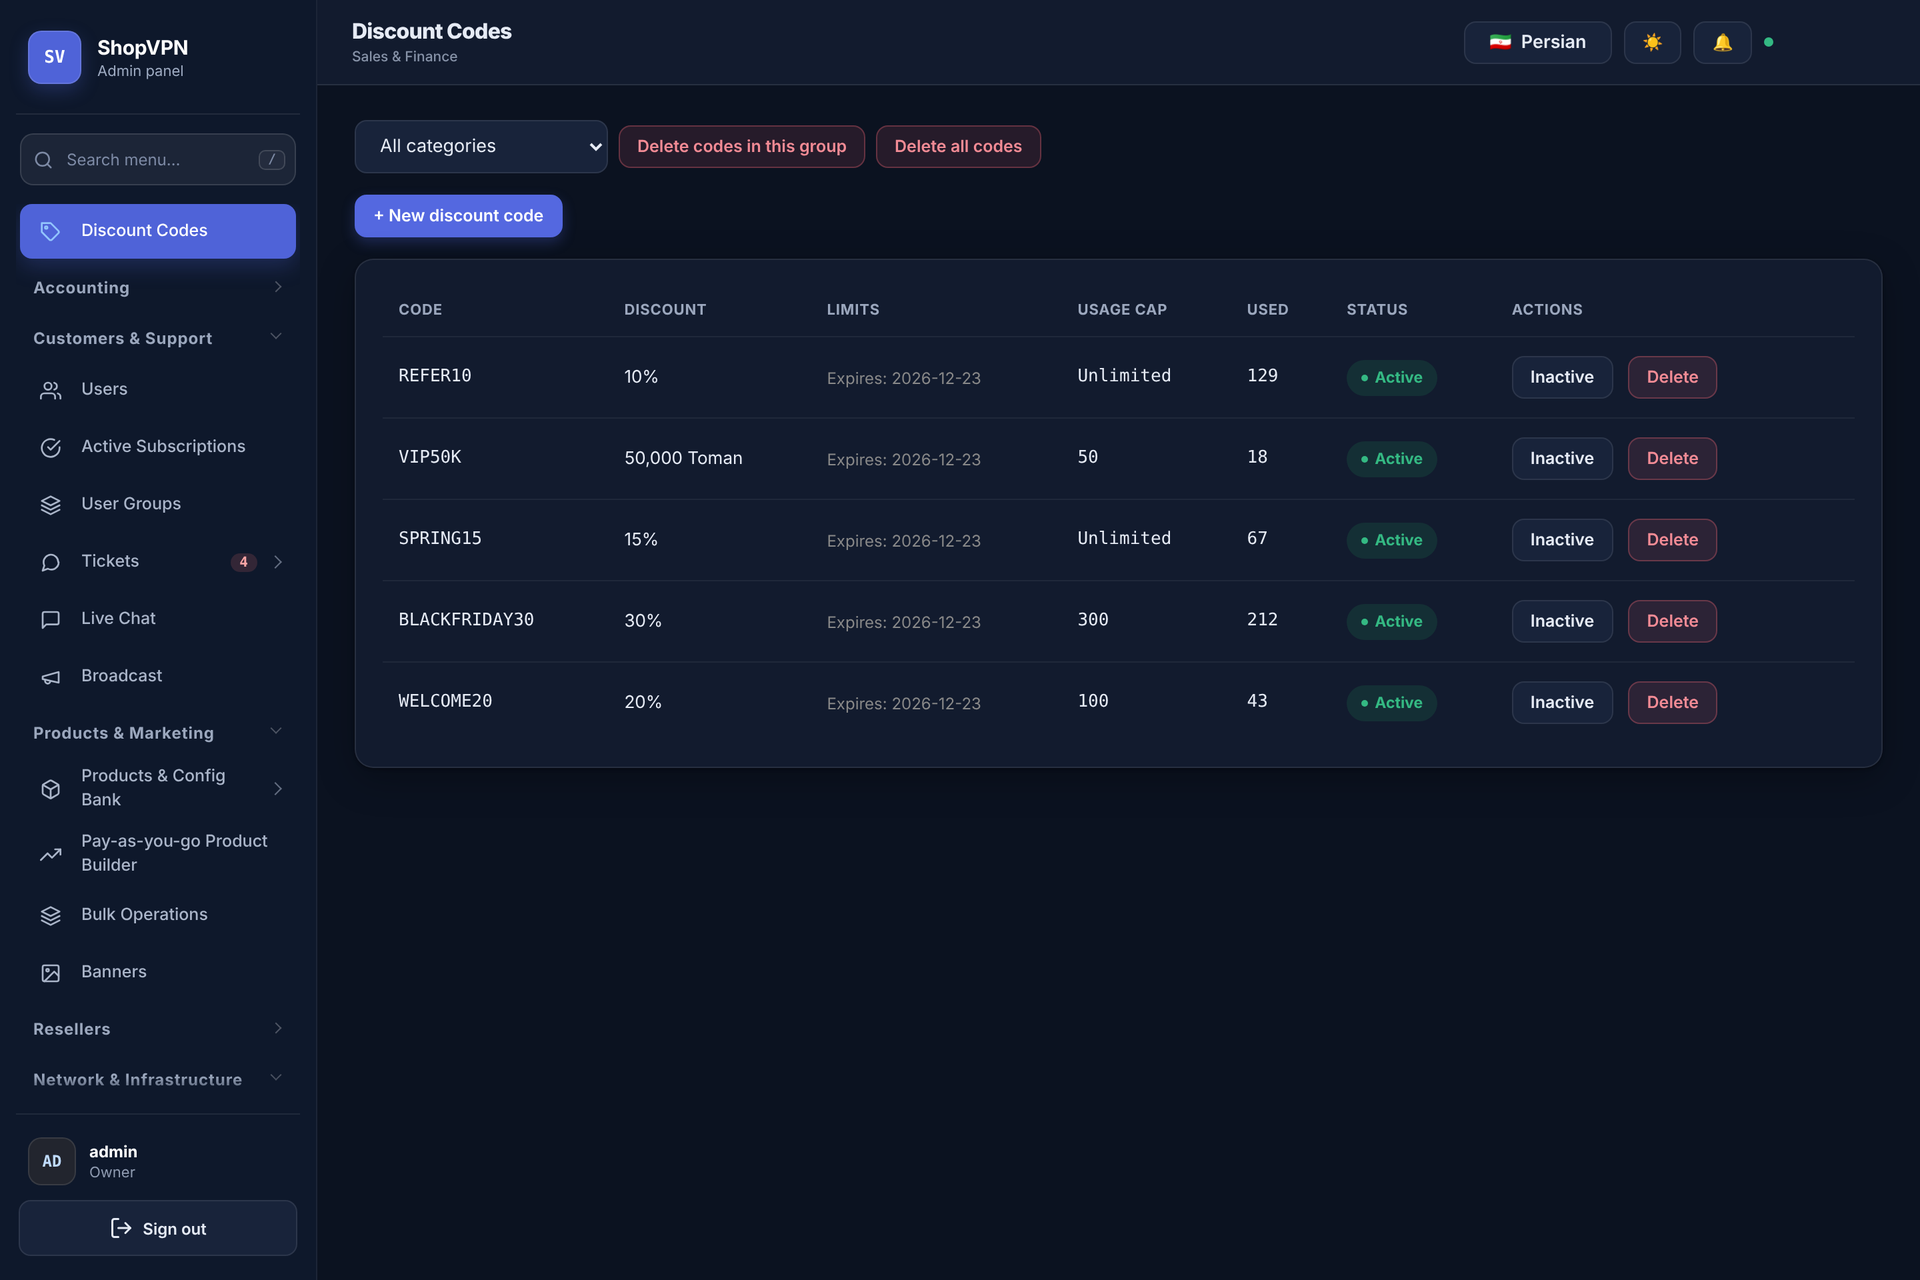 SV
ShopVPN
Admin panel
Search menu...
/
Discount Codes
Accounting
Customers & Support
Users
Active Subscriptions
User Groups
Tickets
4
Live Chat
Broadcast
Products & Marketing
Products & Config
Bank
Pay-as-you-go Product
Builder
Bulk Operations
Banners
Resellers
Network & Infrastructure
AD
admin
Owner
Sign out
Discount Codes
Sales & Finance
Persian
All categories
Delete codes in this group
Delete all codes
+ New discount code
CODE DISCOUNT LIMITS USAGE CAP USED STATUS ACTIONS
REFER10 10% Expires: 2026-12-23 Unlimited 129 Active Inactive Delete
VIP50K 50,000 Toman Expires: 2026-12-23 50 18 Active Inactive Delete
SPRING15 15% Expires: 2026-12-23 Unlimited 67 Active Inactive Delete
BLACKFRIDAY30 30% Expires: 2026-12-23 300 212 Active Inactive Delete
WELCOME20 20% Expires: 2026-12-23 100 43 Active Inactive Delete